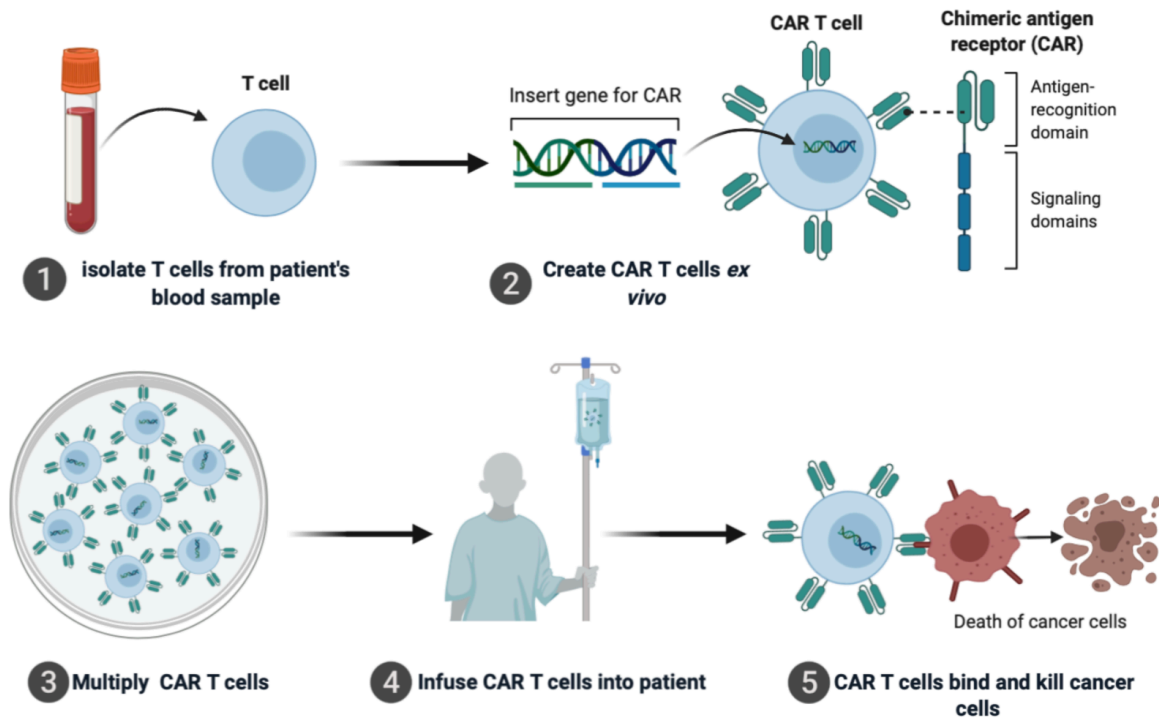 T cell
Insert gene for CAR
CAR T cell
Chimeric antigen
receptor (CAR)
Antigen-
recognition
domain
Signaling
domains
1 isolate T cells from patient's
blood sample
2 Create CAR T cells ex
vivo
Death of cancer cells
3 Multiply CAR T cells
4 Infuse CAR T cells into patient
5 CAR T cells bind and kill cancer
cells